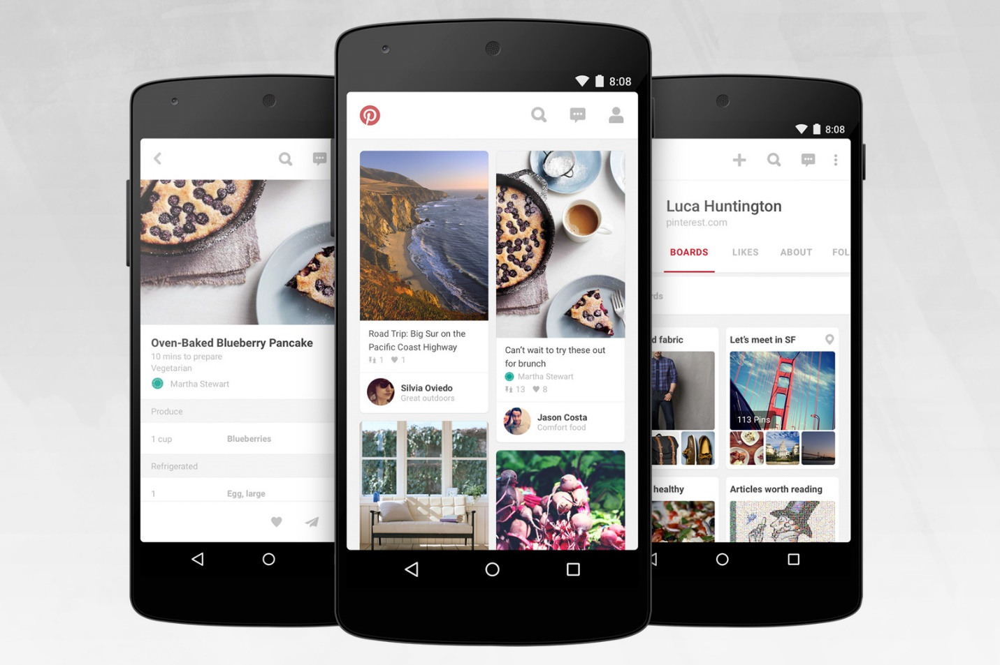 Oven-Baked Blueberry Pancake
10 mins to prepare
Vegetarian
Martha Stewart
Produce
1 cup Blueberries
Refrigerated
1 Egg, large
8:08
Road Trip: Big Sur on the
Pacific Coast Highway
1 1
Silvia Oviedo
Great outdoors
Can't wait to try these out
for brunch
Martha Stewart
13 8
Jason Costa
Comfort food
8:08
Luca Huntington
pinterest.com
BOARDS LIKES ABOUT FOL
rds
d fabric
Let's meet in SF
113 Pins
healthy
Articles worth reading